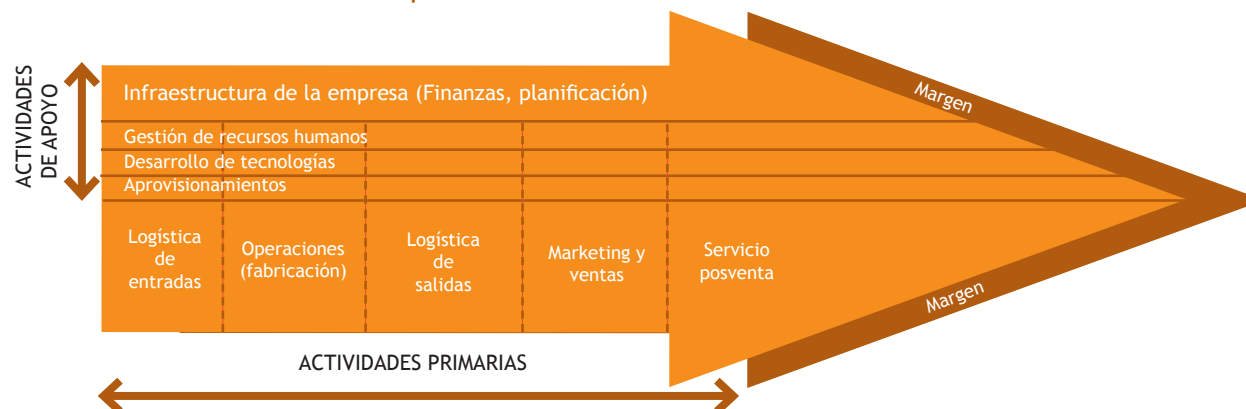 ACTIVIDADES
DE APOYO
Infraestructura de la empresa (Finanzas, planificación)
Gestión de recursos humanos
Desarrollo de tecnologías
Aprovisionamientos
Logística
de
entradas
Operaciones
(fabricación)
Logística
de
salidas
Marketing y
ventas
Servicio
posventa
Margen
Margen
ACTIVIDADES PRIMARIAS